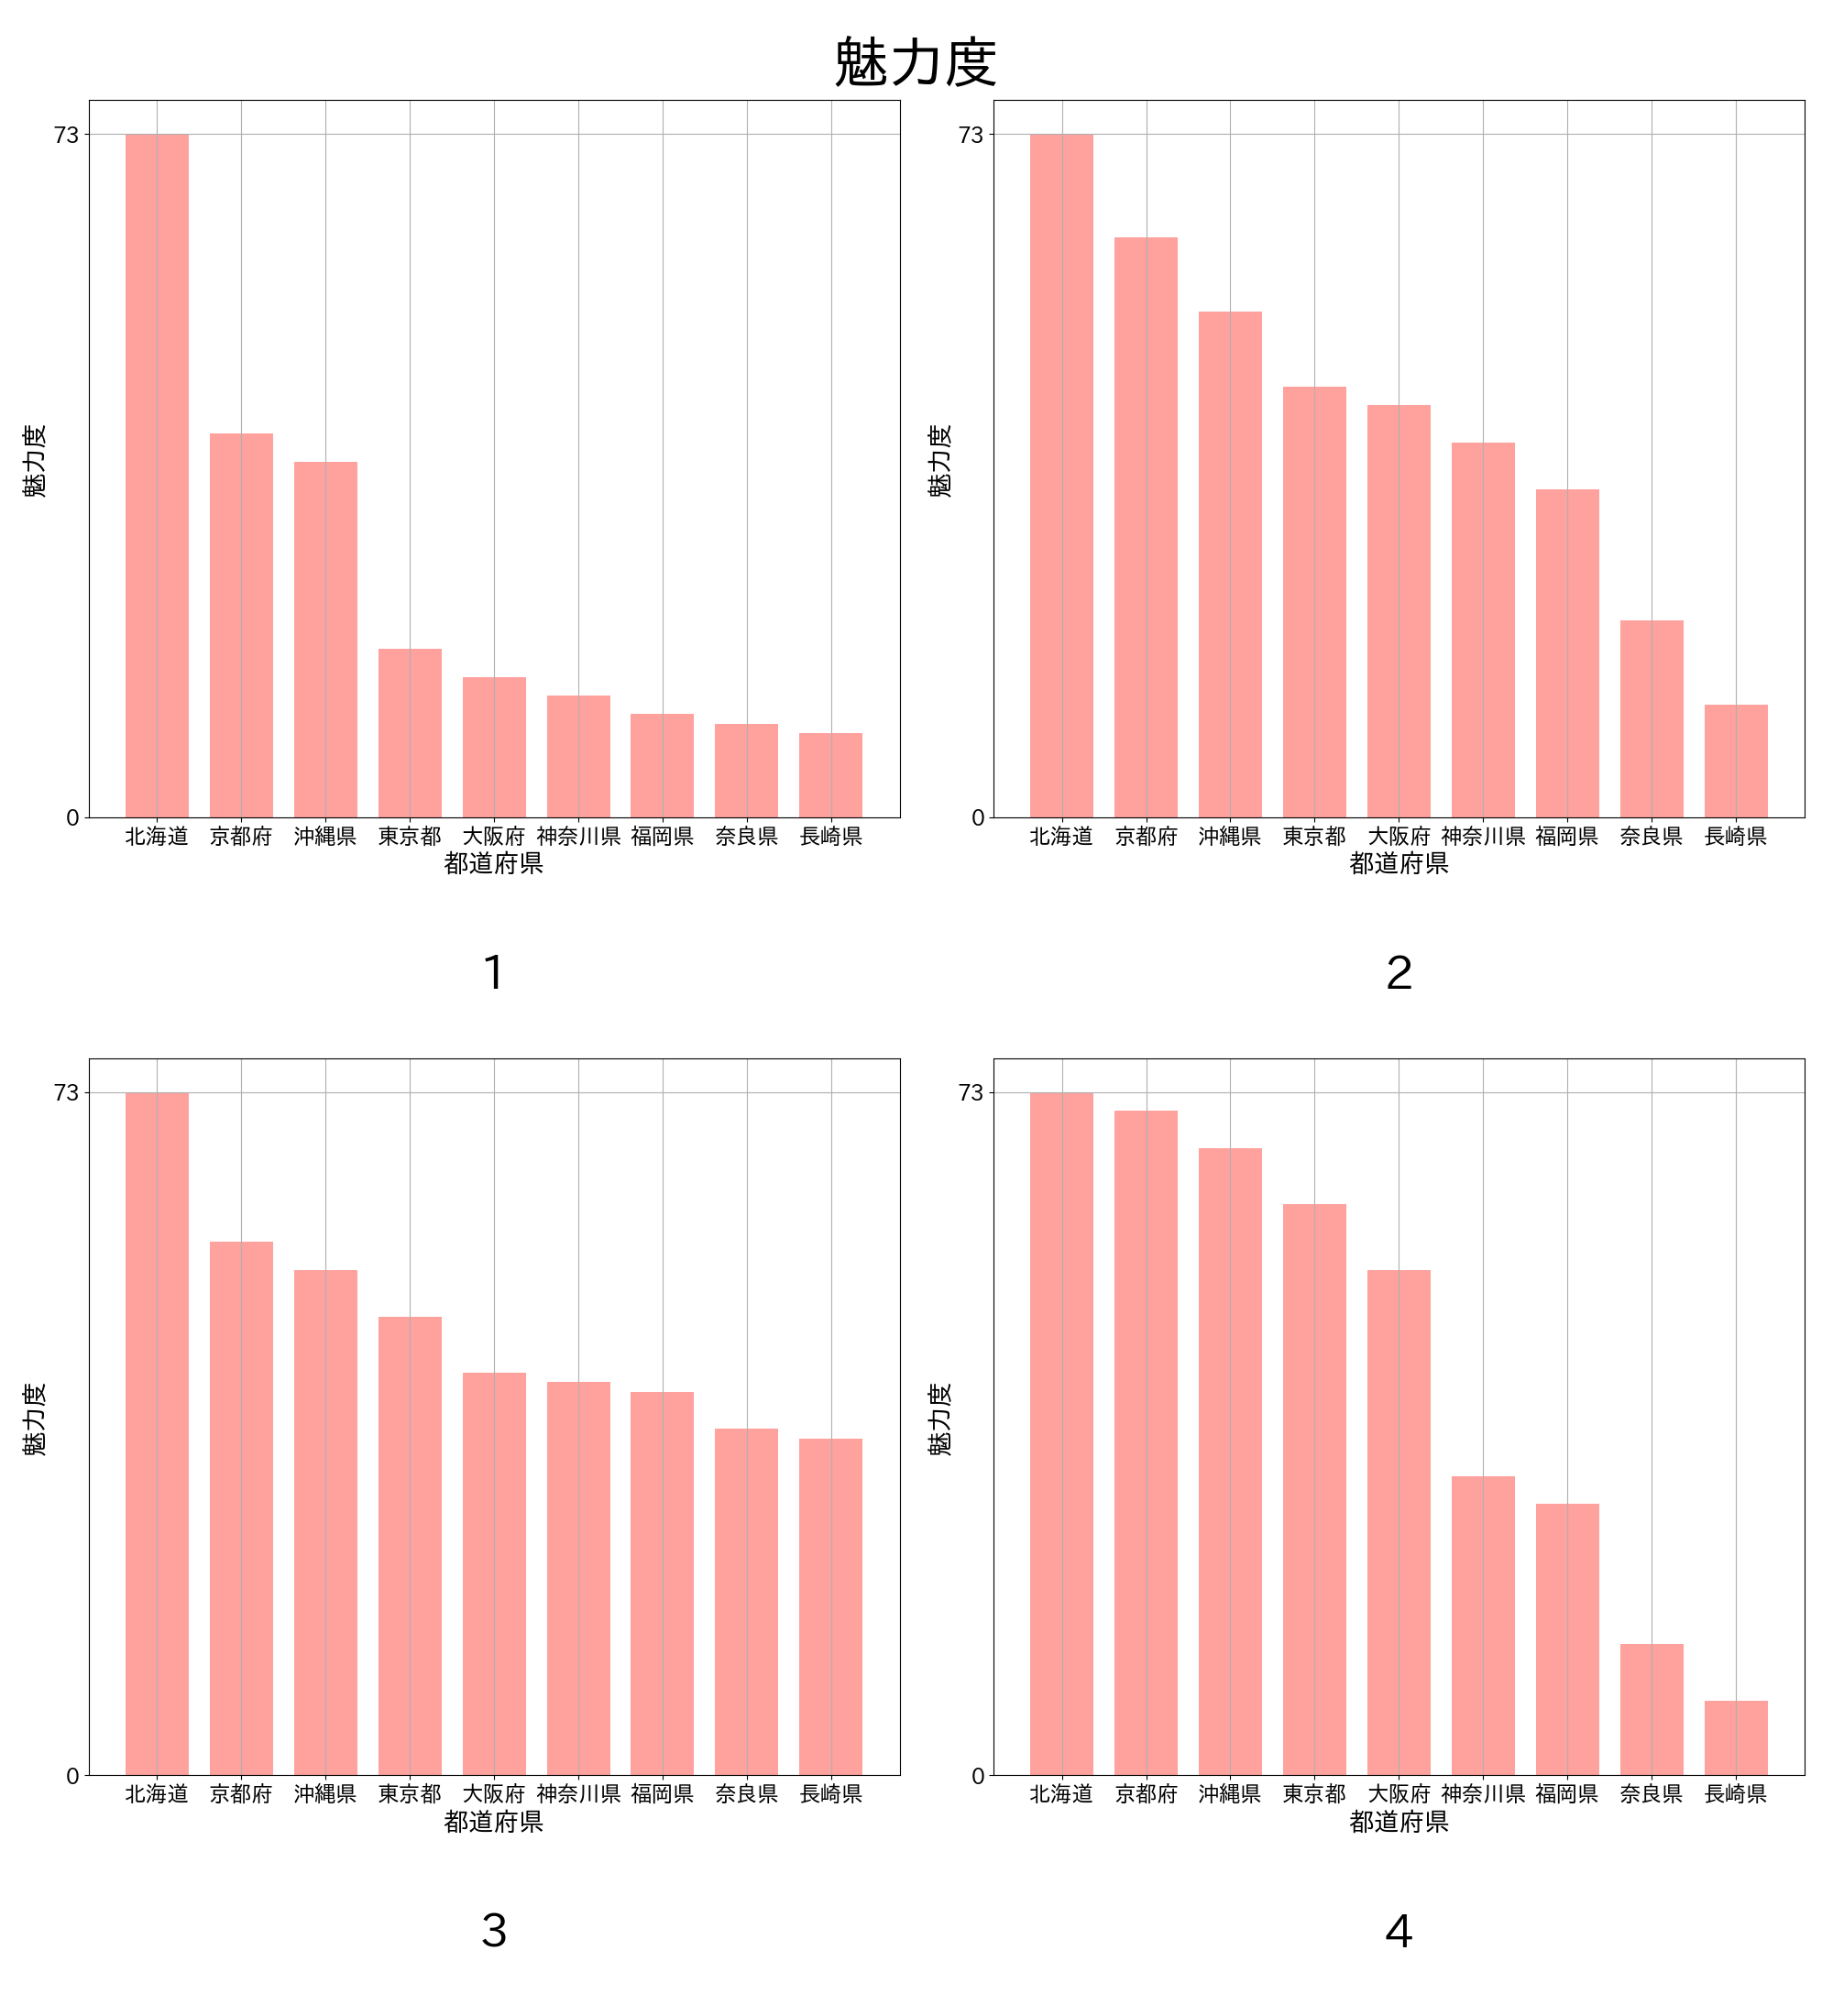 魅力度
73
魅力度
0
北海道 京都府 沖縄県 東京都 大阪府 神奈川県 福岡県 奈良県 長崎県
都道府県
1
73
魅力度
0
北海道 京都府 沖縄県 東京都 大阪府 神奈川県 福岡県 奈良県 長崎県
都道府県
2
73
魅力度
0
北海道 京都府 沖縄県 東京都 大阪府 神奈川県 福岡県 奈良県 長崎県
都道府県
3
73
魅力度
0
北海道 京都府 沖縄県 東京都 大阪府 神奈川県 福岡県 奈良県 長崎県
都道府県
4